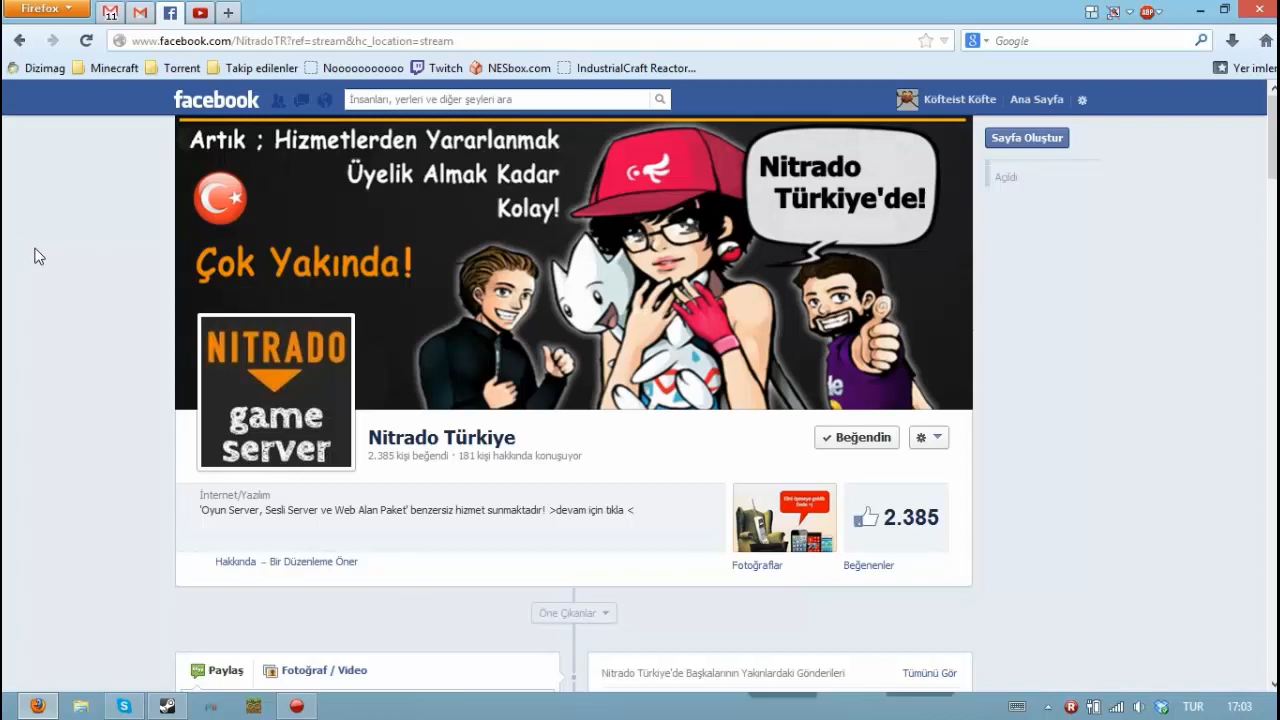 Firefox
11
www.facebook.com/NitradoTR?ref=stream&hc_location=stream
Google
Dizimag Minecraft Torrent Takip edilenler Nooooooooooo Twitch NESbox.com IndustrialCraft Reactor... Yer imler
facebook
İnsanları, yerleri ve diğer şeyleri ara
Köfteist Köfte Ana Sayfa
Artık ; Hizmetlerden Yararlanmak
Üyelik Almak Kadar
Kolay!
Çok Yakında!
Nitrado
Türkiye'de!
Sayfa Oluştur
Açıldı
NITRADO
game
server
Nitrado Türkiye
2.385 kişi beğendi · 181 kişi hakkında konuşuyor
Beğendin
İnternet/Yazılım
'Oyun Server, Sesli Server ve Web Alan Paket' benzersiz hizmet sunmaktadır! >devam için tıkla <
Hakkında – Bir Düzenleme Öner
Fotoğraflar
2.385
Beğenenler
Öne Çıkanlar
Paylaş Fotoğraf / Video
Nitrado Türkiye'de Başkalarının Yakınlardaki Gönderileri Tümünü Gör
TUR 17:03